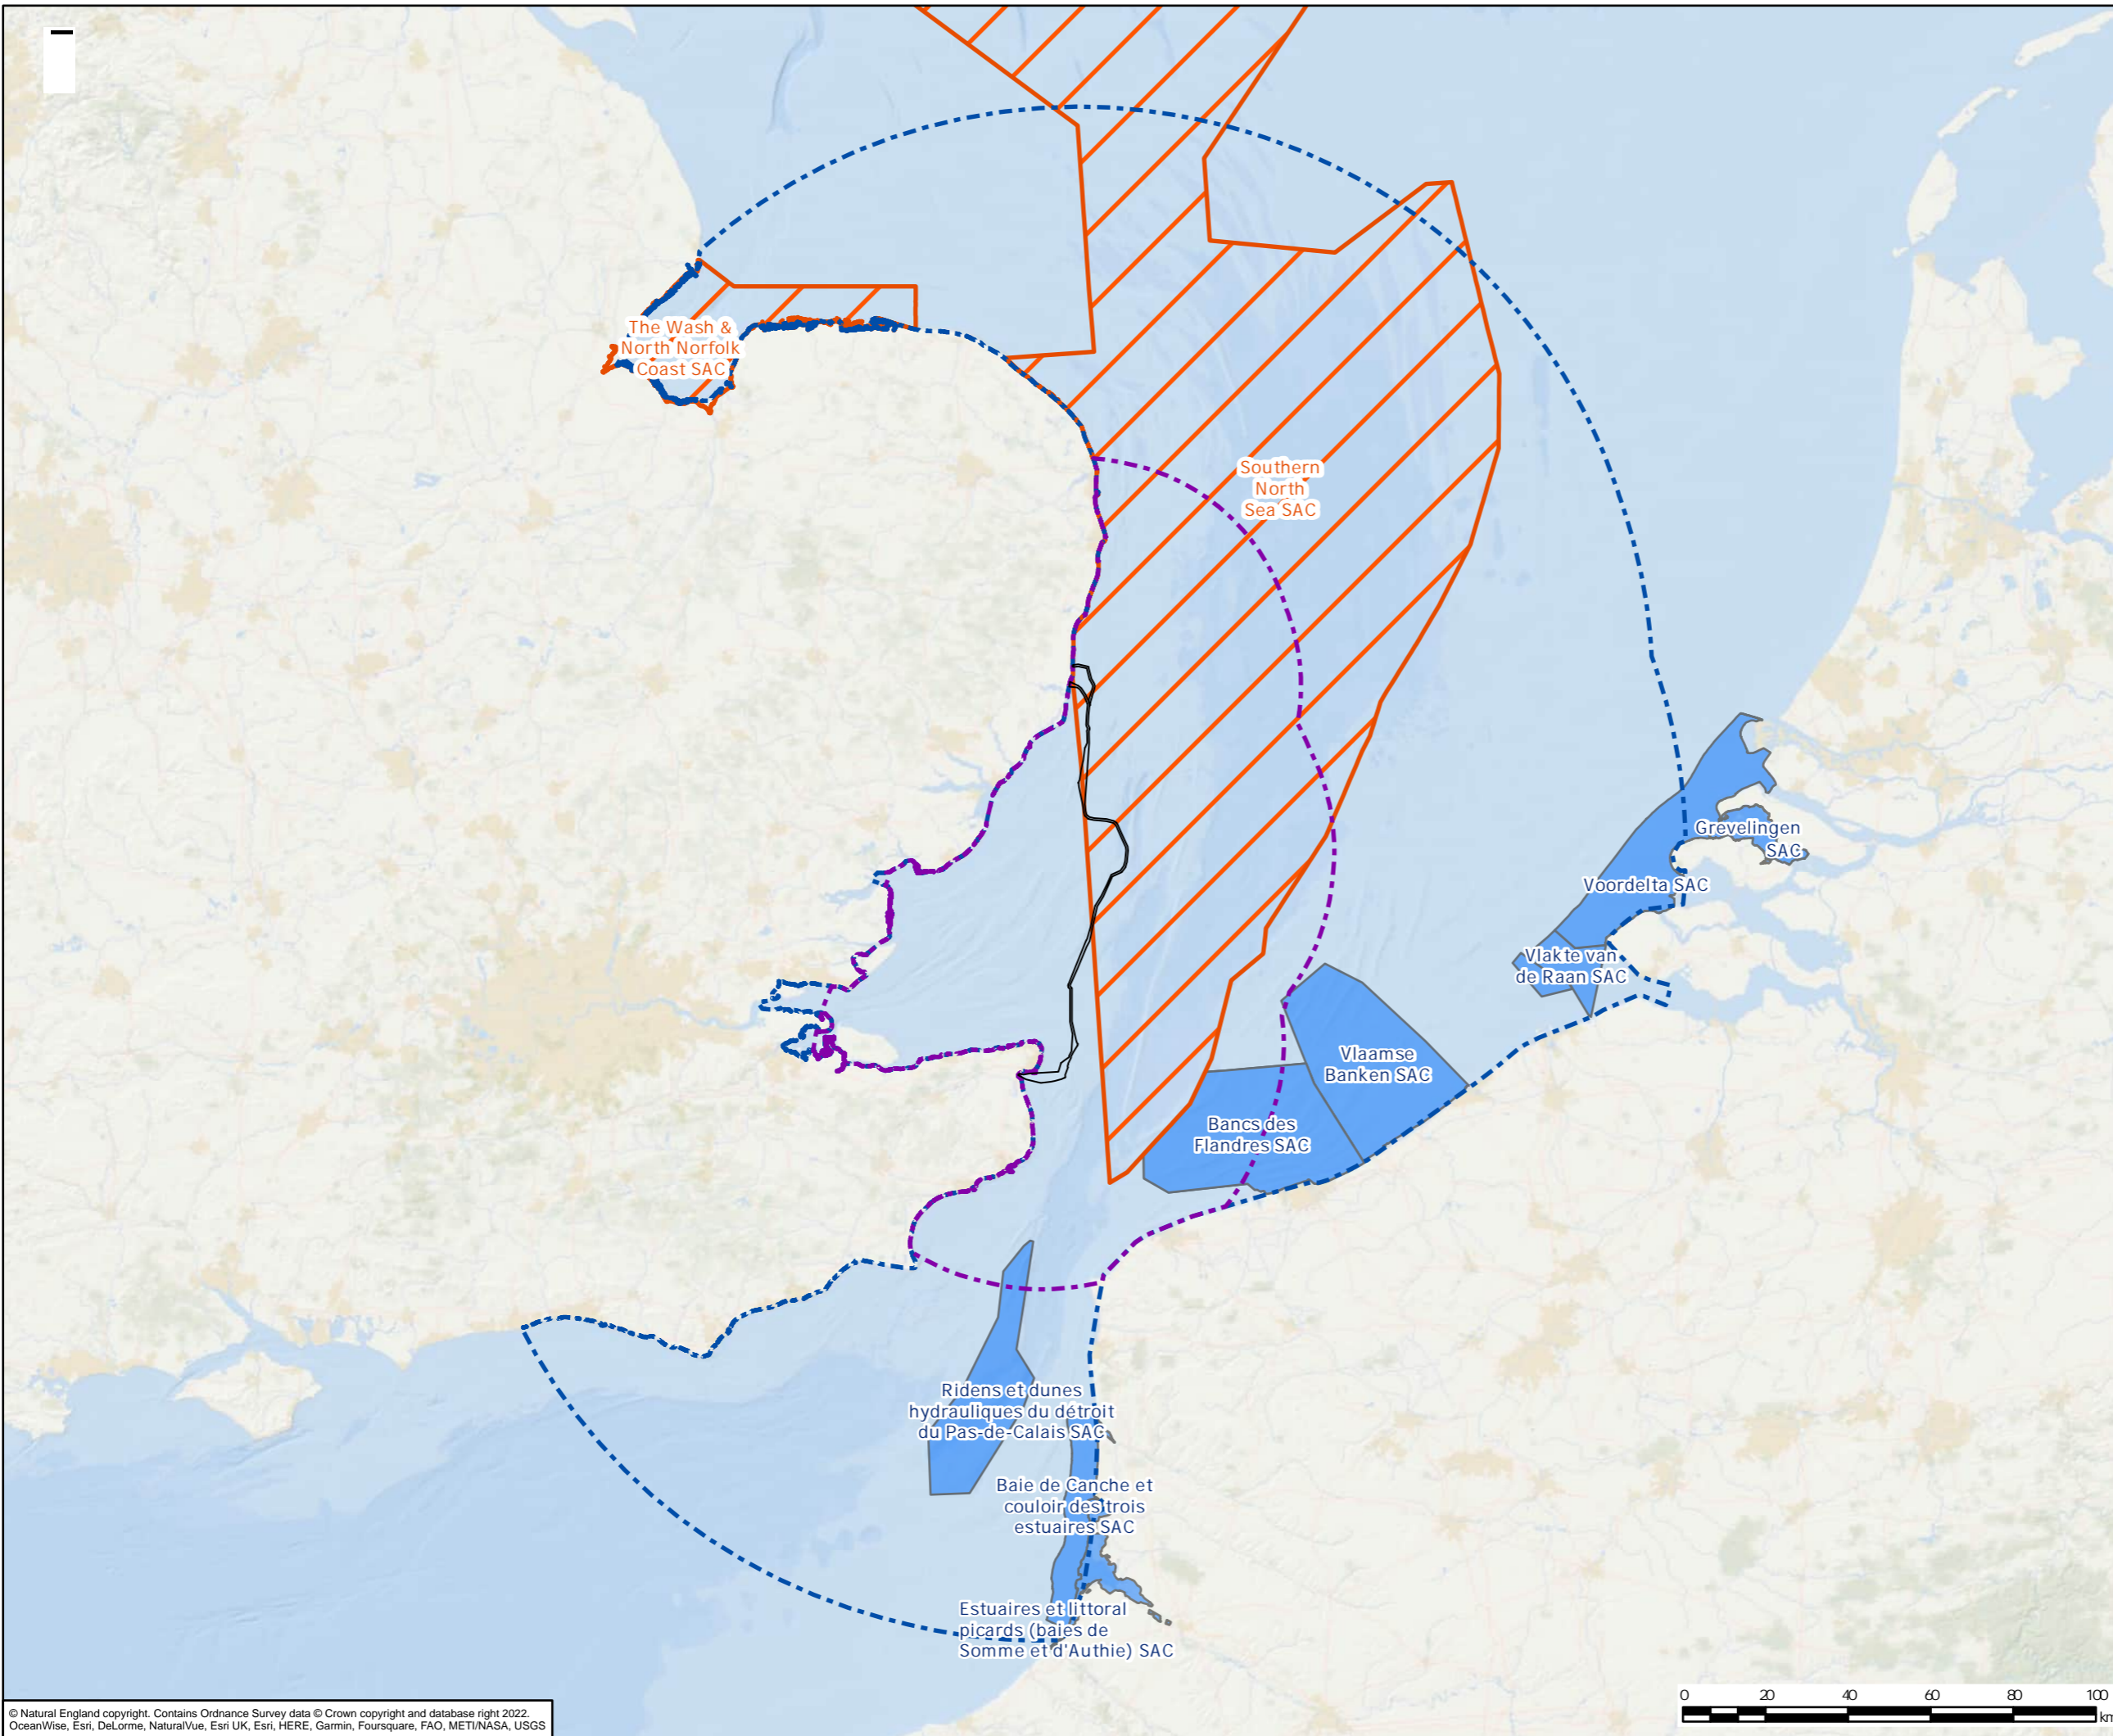 The Wash &
North Norfolk
Coast SAC
Southern
North
Sea SAC
Grevelingen
SAC
Voordelta SAC
Vlakte van
de Raan SAC
Vlaamse
Banken SAC
Bancs des
Flandres SAC
Ridens et dunes
hydrauliques du détroit
du Pas-de-Calais SAC
Baie de Canche et
couloir des trois
estuaires SAC
Estuaires et littoral
picards (baies de
Somme et d'Authie) SAC
0 20 40 60 80 100
km
© Natural England copyright. Contains Ordnance Survey data © Crown copyright and database right 2022.
OceanWise, Esri, DeLorme, NaturalVue, Esri UK, Esri, HERE, Garmin, Foursquare, FAO, METI/NASA, USGS